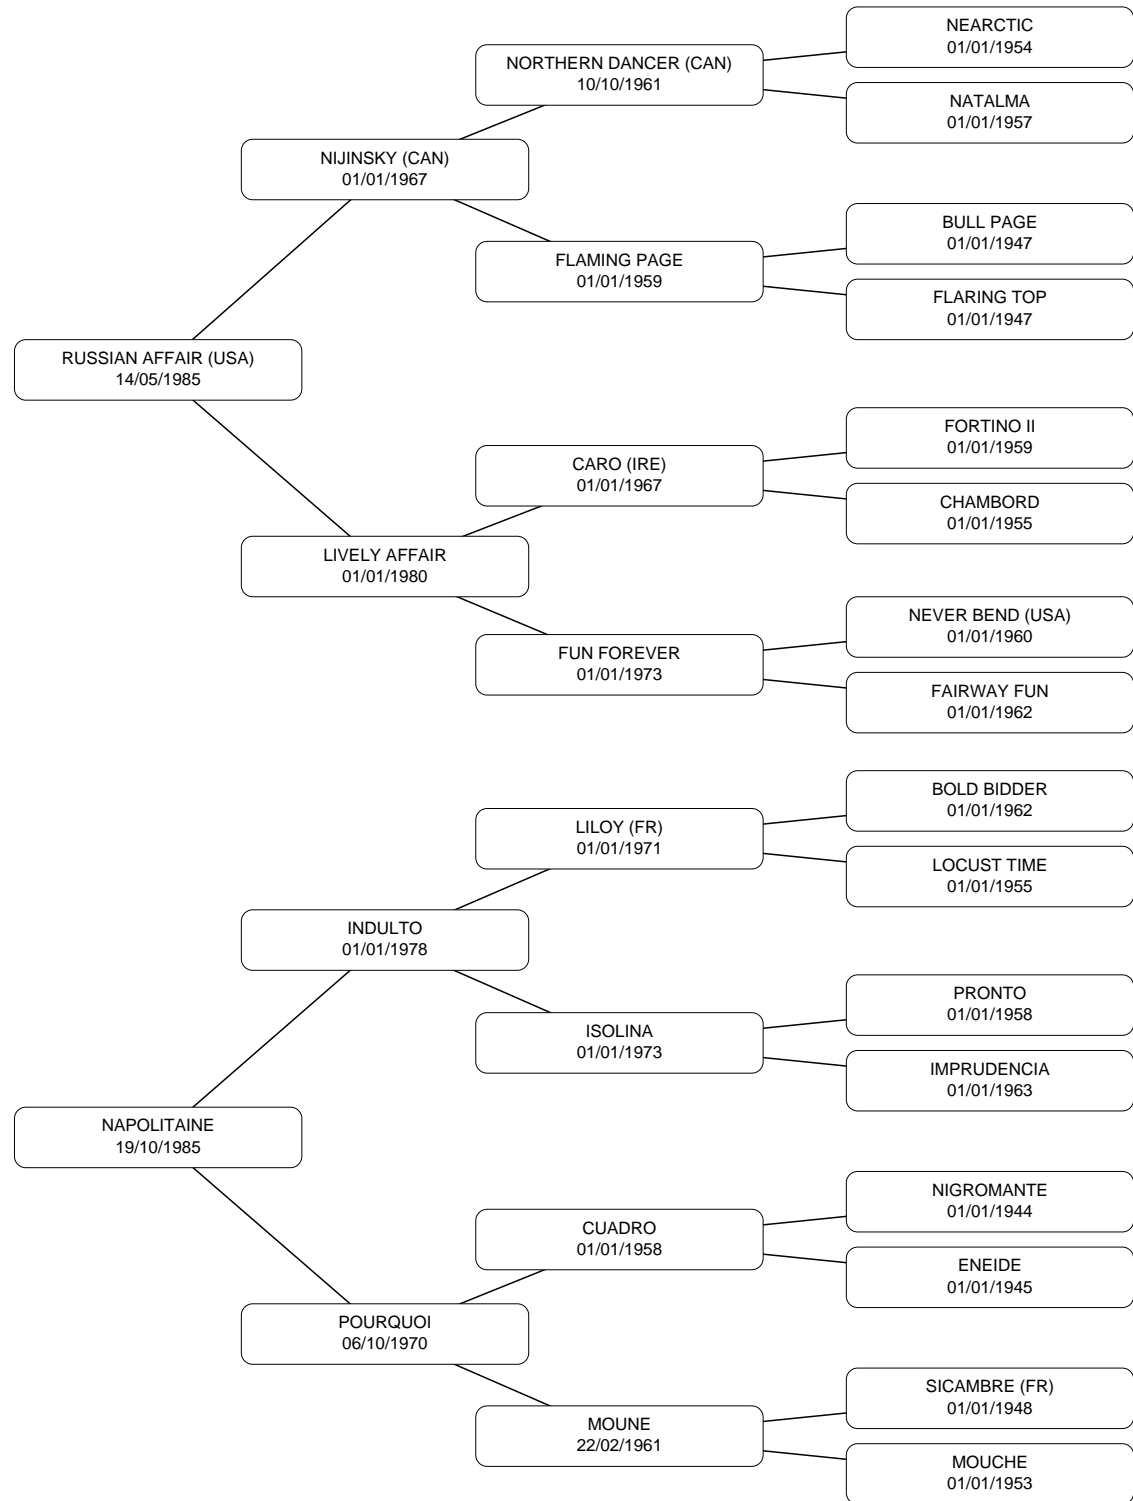 NEARCTIC
01/01/1954
NORTHERN DANCER (CAN)
10/10/1961
NATALMA
01/01/1957
NIJINSKY (CAN)
01/01/1967
BULL PAGE
01/01/1947
FLAMING PAGE
01/01/1959
FLARING TOP
01/01/1947
RUSSIAN AFFAIR (USA)
14/05/1985
FORTINO II
01/01/1959
CARO (IRE)
01/01/1967
CHAMBORD
01/01/1955
LIVELY AFFAIR
01/01/1980
NEVER BEND (USA)
01/01/1960
FUN FOREVER
01/01/1973
FAIRWAY FUN
01/01/1962
BOLD BIDDER
01/01/1962
LILOY (FR)
01/01/1971
LOCUST TIME
01/01/1955
INDULTO
01/01/1978
PRONTO
01/01/1958
ISOLINA
01/01/1973
IMPRUDENCIA
01/01/1963
NAPOLITAINE
19/10/1985
NIGROMANTE
01/01/1944
CUADRO
01/01/1958
ENEIDE
01/01/1945
POURQUOI
06/10/1970
SICAMBRE (FR)
01/01/1948
MOUNE
22/02/1961
MOUCHE
01/01/1953